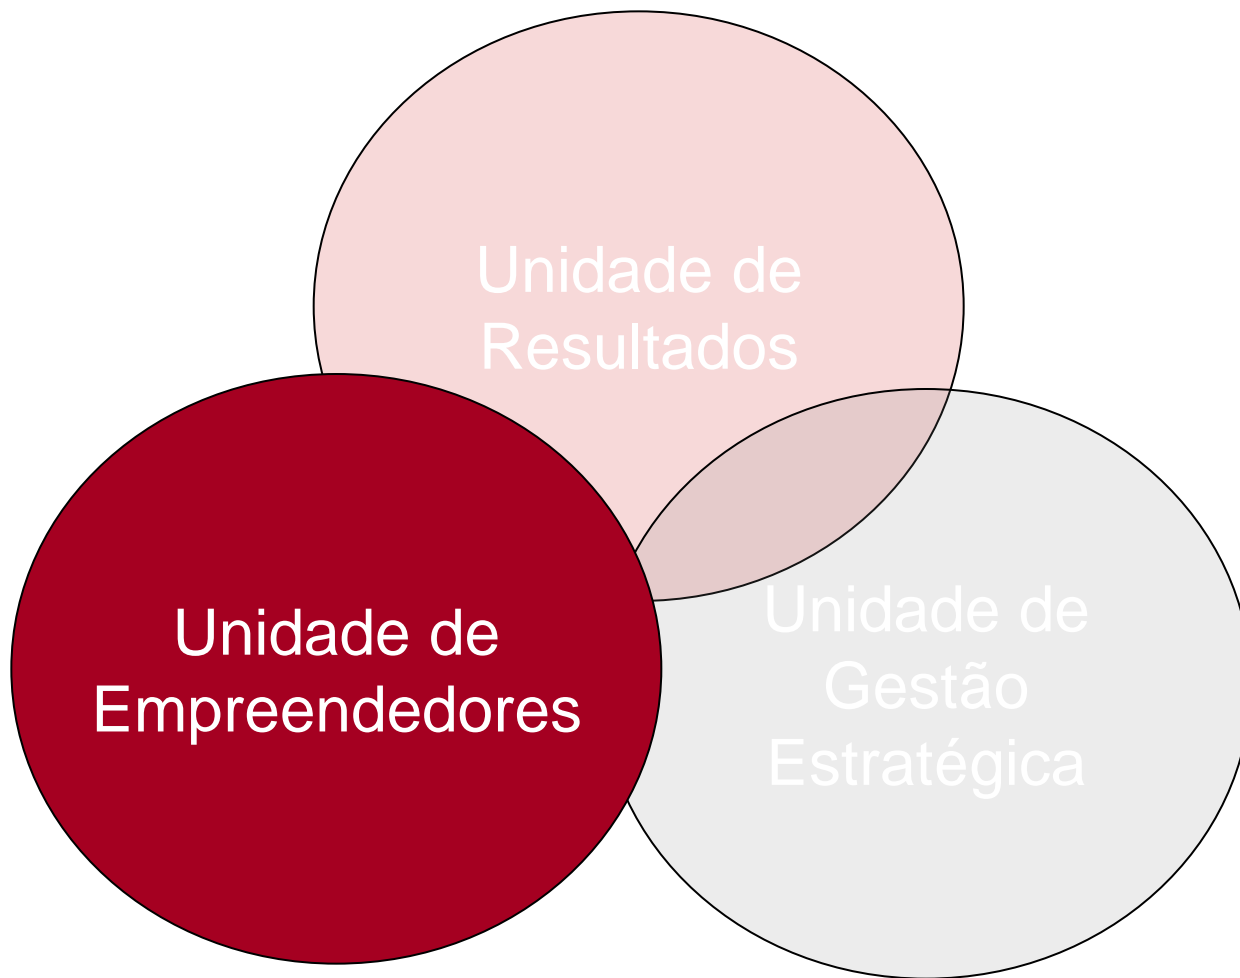 Unidade de
Resultados
Unidade de
Empreendedores
Unidade de
Gestão
Estratégica